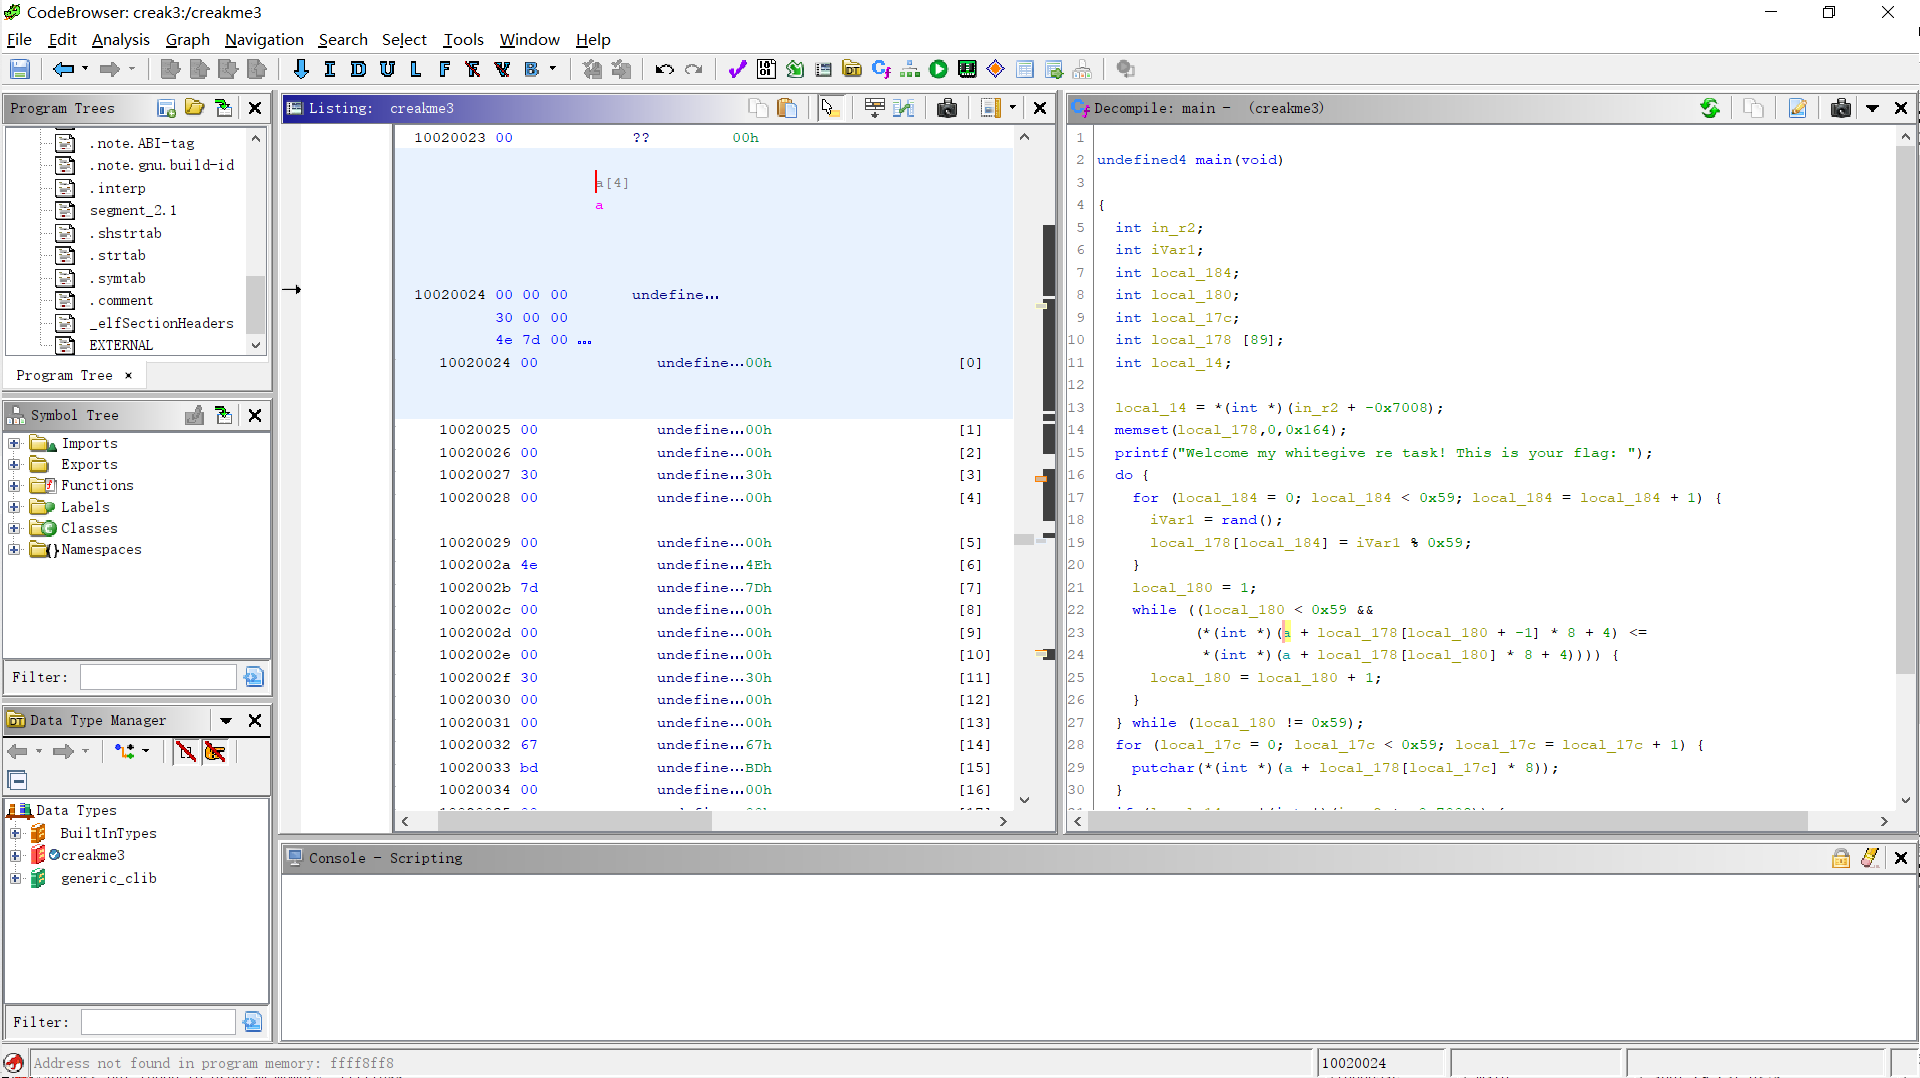 CodeBrowser: creak3:/creakme3
File Edit Analysis Graph Navigation Search Select Tools Window Help
I D U L F B
Program Trees
.note.ABI-tag
.note.gnu.build-id
.interp
segment_2.1
.shstrtab
.strtab
.symtab
.comment
_elfSectionHeaders
EXTERNAL
Program Tree ×
Symbol Tree
Imports
Exports
Functions
Labels
Classes
Namespaces
Filter:
Data Type Manager
Data Types
BuiltInTypes
creakme3
generic_clib
Filter:
Listing: creakme3
10020023 00 ?? 00h
a[4]
a
10020024 00 00 00 undefine...
30 00 00
4e 7d 00 ...
10020024 00 undefine...00h [0]
10020025 00 undefine...00h [1]
10020026 00 undefine...00h [2]
10020027 30 undefine...30h [3]
10020028 00 undefine...00h [4]
10020029 00 undefine...00h [5]
1002002a 4e undefine...4Eh [6]
1002002b 7d undefine...7Dh [7]
1002002c 00 undefine...00h [8]
1002002d 00 undefine...00h [9]
1002002e 00 undefine...00h [10]
1002002f 30 undefine...30h [11]
10020030 00 undefine...00h [12]
10020031 00 undefine...00h [13]
10020032 67 undefine...67h [14]
10020033 bd undefine...BDh [15]
10020034 00 undefine...00h [16]
Decompile: main - (creakme3)
1
2 undefined4 main(void)
3
4 {
5 int in_r2;
6 int iVar1;
7 int local_184;
8 int local_180;
9 int local_17c;
10 int local_178 [89];
11 int local_14;
12
13 local_14 = *(int *)(in_r2 + -0x7008);
14 memset(local_178,0,0x164);
15 printf("Welcome my whitegive re task! This is your flag: ");
16 do {
17 for (local_184 = 0; local_184 < 0x59; local_184 = local_184 + 1) {
18 iVar1 = rand();
19 local_178[local_184] = iVar1 % 0x59;
20 }
21 local_180 = 1;
22 while ((local_180 < 0x59 &&
23 (*(int *)(a + local_178[local_180 + -1] * 8 + 4) <=
24 *(int *)(a + local_178[local_180] * 8 + 4)))) {
25 local_180 = local_180 + 1;
26 }
27 } while (local_180 != 0x59);
28 for (local_17c = 0; local_17c < 0x59; local_17c = local_17c + 1) {
29 putchar(*(int *)(a + local_178[local_17c] * 8));
30 }
Console - Scripting
Address not found in program memory: ffff8ff8
10020024